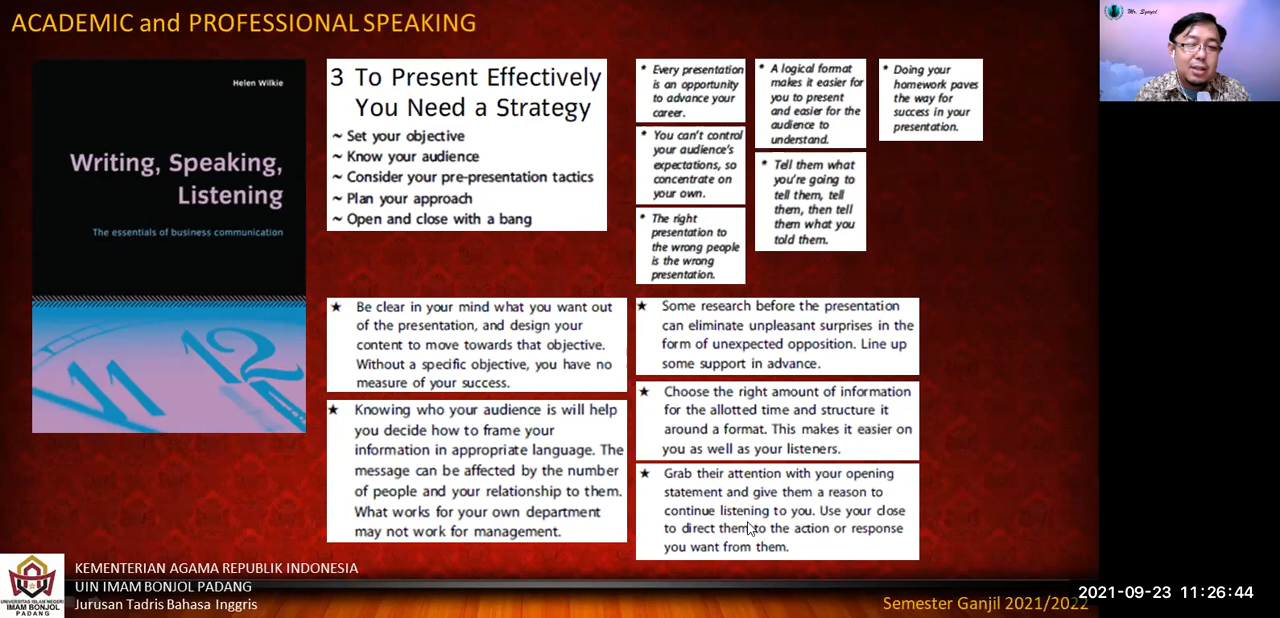 ACADEMIC and PROFESSIONAL SPEAKING
Helen Wilkie
Writing, Speaking,
Listening
The essentials of business communication
11 12
3 To Present Effectively
You Need a Strategy
~ Set your objective
~ Know your audience
~ Consider your pre-presentation tactics
~ Plan your approach
~ Open and close with a bang
* Every presentation
is an opportunity
to advance your
career.
* You can't control
your audience's
expectations, so
concentrate on
your own.
* The right
presentation to
the wrong people
is the wrong
presentation.
* A logical format
makes it easier for
you to present
and easier for the
audience to
understand.
* Tell them what
you're going to
tell them, tell
them, then tell
them what you
told them.
* Doing your
homework paves
the way for
success in your
presentation.
★ Be clear in your mind what you want out
of the presentation, and design your
content to move towards that objective.
Without a specific objective, you have no
measure of your success.
★ Knowing who your audience is will help
you decide how to frame your
information in appropriate language. The
message can be affected by the number
of people and your relationship to them.
What works for your own department
may not work for management.
★ Some research before the presentation
can eliminate unpleasant surprises in the
form of unexpected opposition. Line up
some support in advance.
★ Choose the right amount of information
for the allotted time and structure it
around a format. This makes it easier on
you as well as your listeners.
★ Grab their attention with your opening
statement and give them a reason to
continue listening to you. Use your close
to direct them to the action or response
you want from them.
Mr. Syayel
UNIVERSITAS ISLAM NEGERI
IMAM BONJOL
PADANG
KEMENTERIAN AGAMA REPUBLIK INDONESIA
UIN IMAM BONJOL PADANG
Jurusan Tadris Bahasa Inggris
Semester Ganjil 2021/2022
2021-09-23 11:26:44